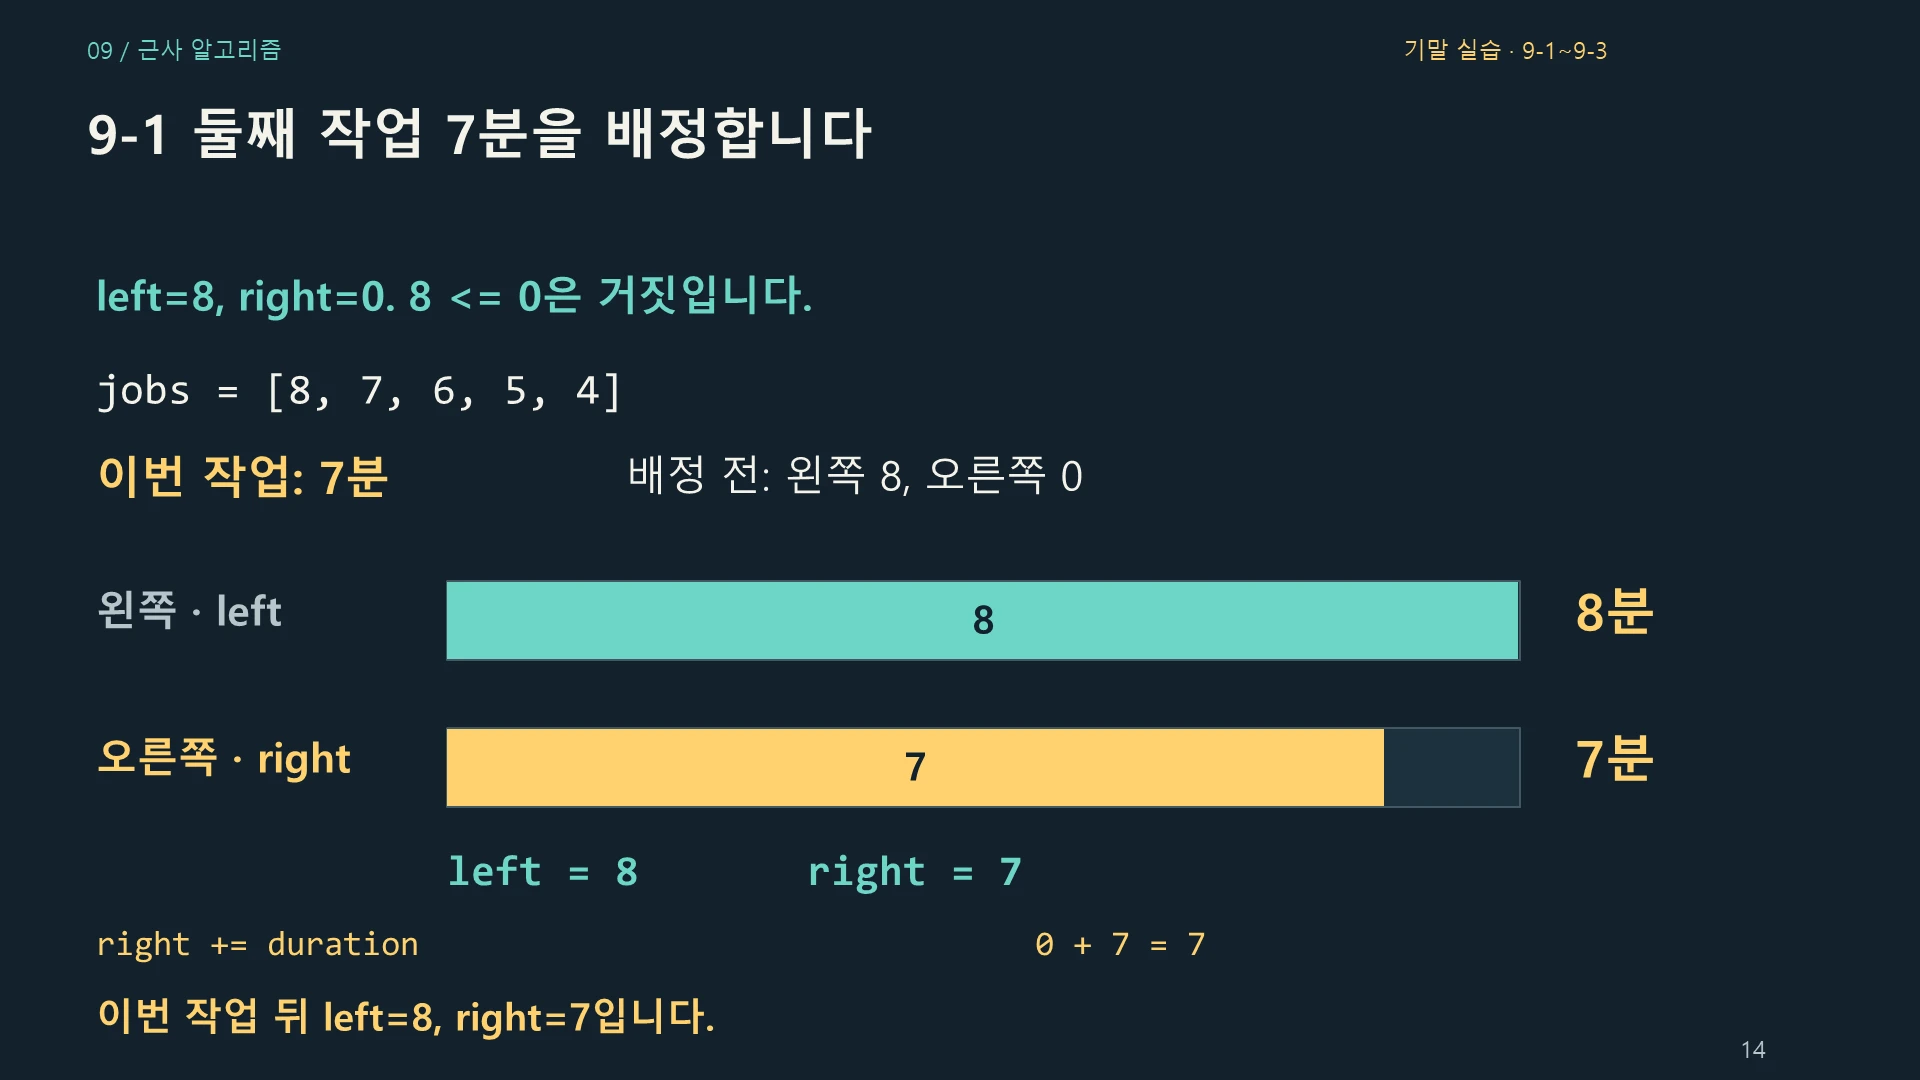 09 / 근사 알고리즘
기말 실습 · 9-1~9-3
9-1 둘째 작업 7분을 배정합니다
left=8, right=0. 8 <= 0은 거짓입니다.
jobs = [8, 7, 6, 5, 4]
이번 작업: 7분
배정 전: 왼쪽 8, 오른쪽 0
왼쪽 · left
8
8분
오른쪽 · right
7
7분
left = 8
right = 7
right += duration
0 + 7 = 7
이번 작업 뒤 left=8, right=7입니다.
14